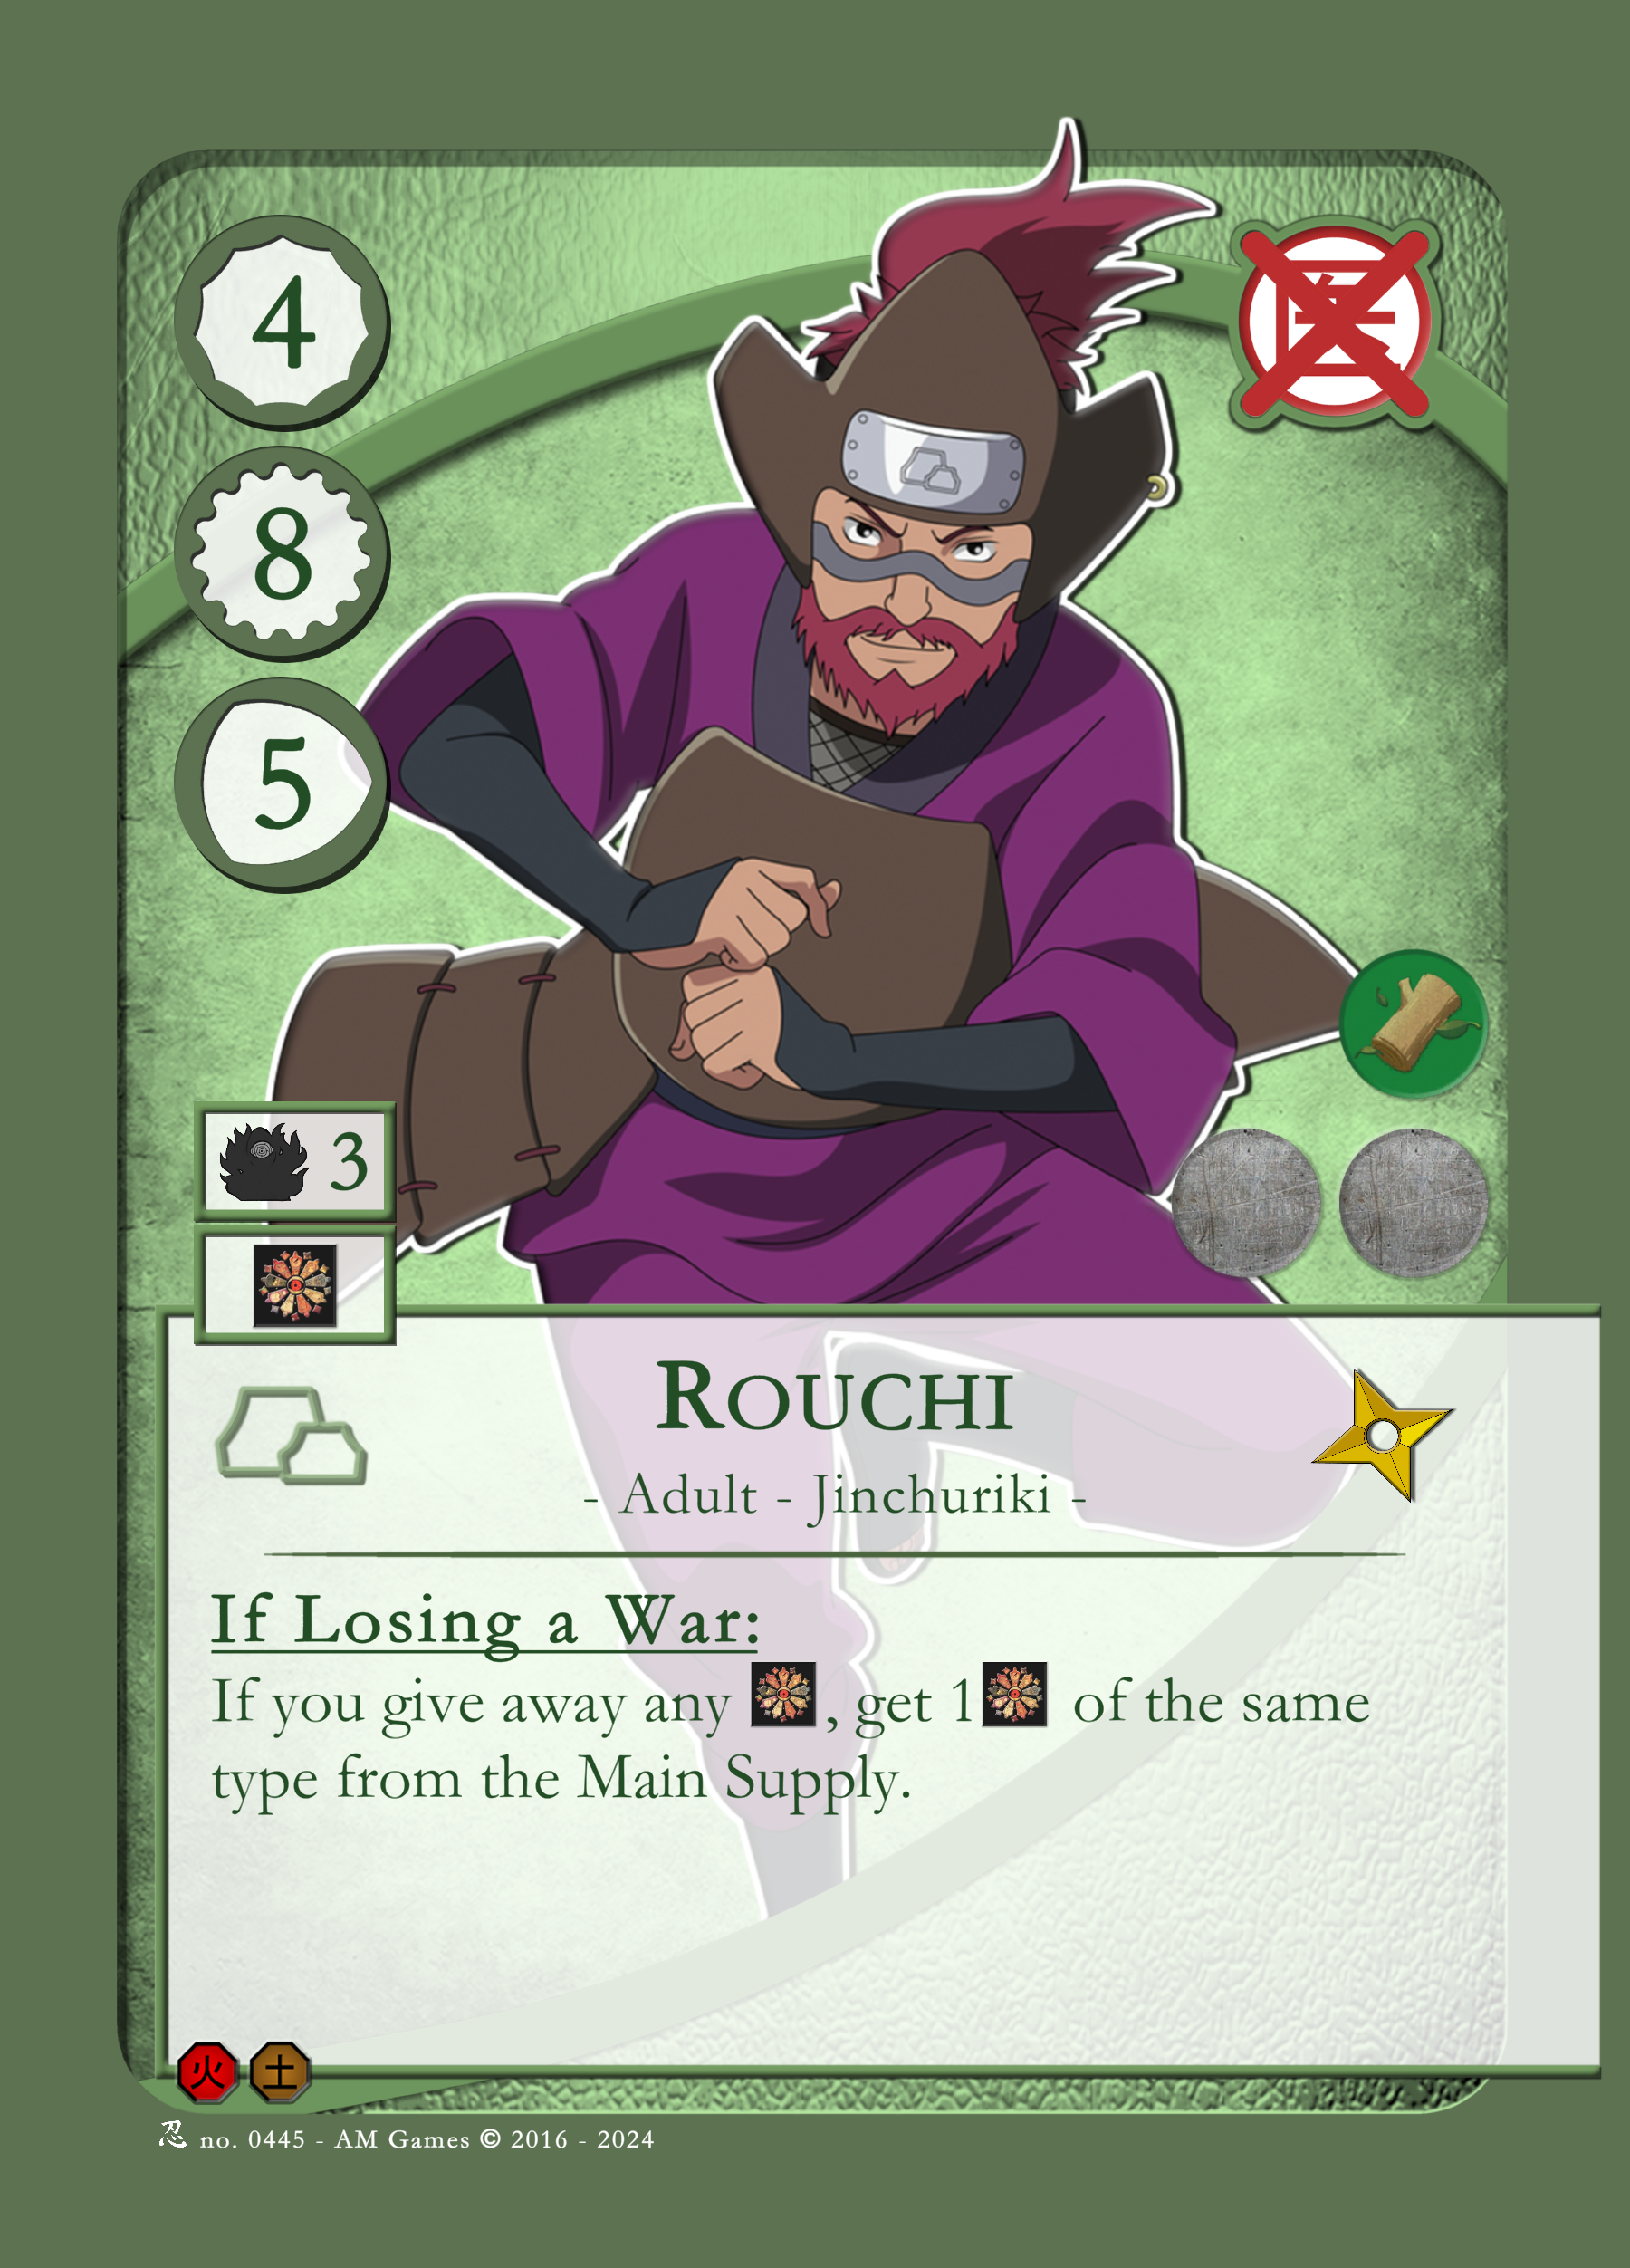 4
8
5
3
Rouchi
- Adult - Jinchuriki -
If Losing a War:
If you give away any , get 1 of the same
type from the Main Supply.
火 土
忍 no. 0445 - AM Games © 2016 - 2024